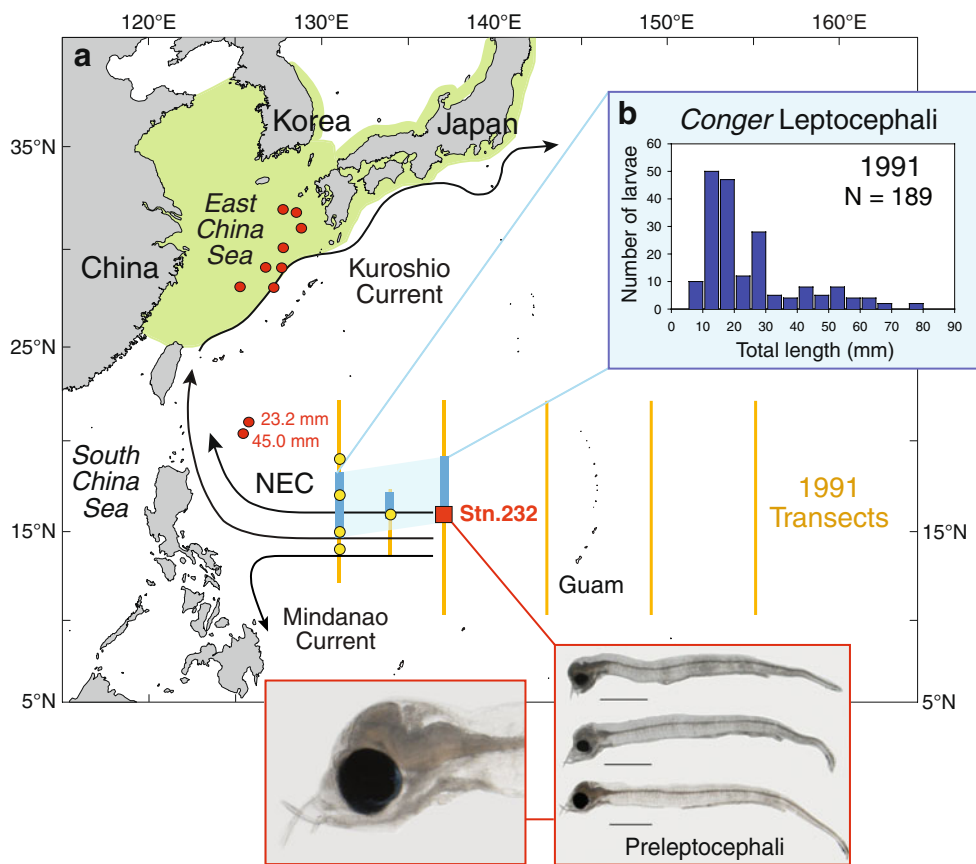 120°E 130°E 140°E 150°E 160°E
a
Korea
Japan
35°N
East
China
Sea
China
Kuroshio
Current
25°N
b
Conger Leptocephali
1991
N = 189
Number of larvae
60
50
40
30
20
10
0
0 10 20 30 40 50 60 70 80 90
Total length (mm)
23.2 mm
45.0 mm
South
China
Sea
NEC
Stn.232
1991
Transects
15°N
15°N
Guam
Mindanao
Current
5°N
5°N
Preleptocephali